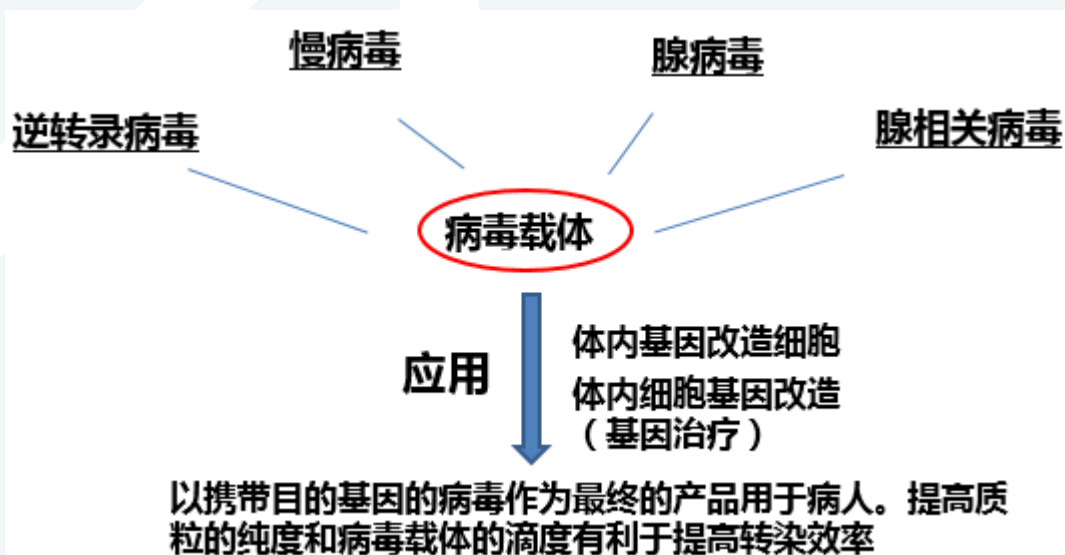 慢病毒
腺病毒
逆转录病毒
腺相关病毒
病毒载体
应用
体内基因改造细胞
体内细胞基因改造
（基因治疗）
以携带目的基因的病毒作为最终的产品用于病人。提高质
粒的纯度和病毒载体的滴度有利于提高转染效率